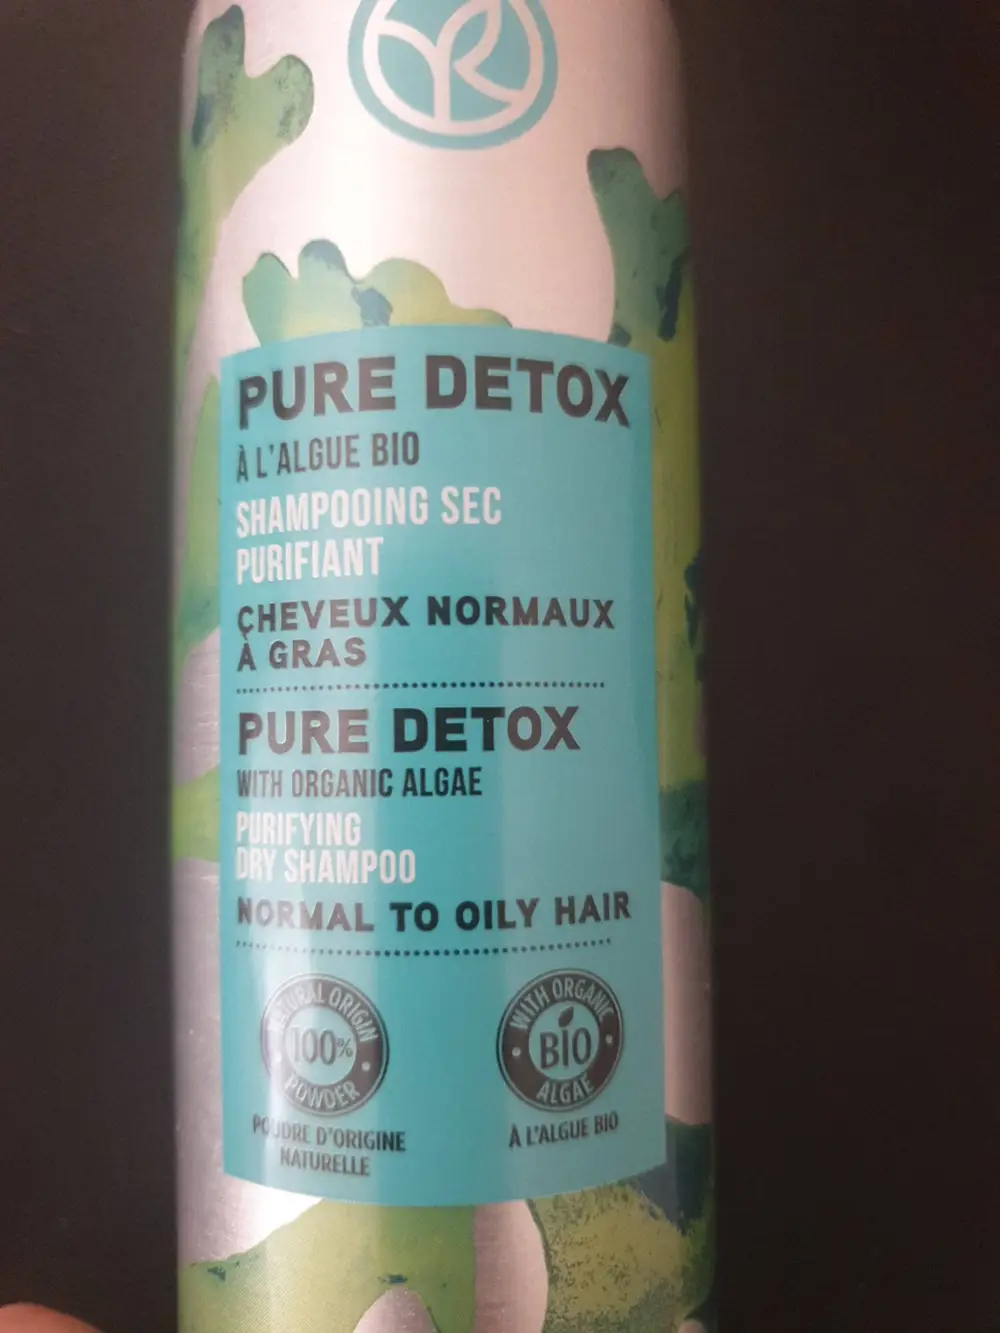 YR
PURE DETOX
À L'ALGUE BIO
SHAMPOOING SEC
PURIFIANT
CHEVEUX NORMAUX
À GRAS
PURE DETOX
WITH ORGANIC ALGAE
PURIFYING
DRY SHAMPOO
NORMAL TO OILY HAIR
NATURAL ORIGIN
100%
POWDER
POUDRE D'ORIGINE
NATURELLE
WITH ORGANIC
BIO
ALGAE
À L'ALGUE BIO